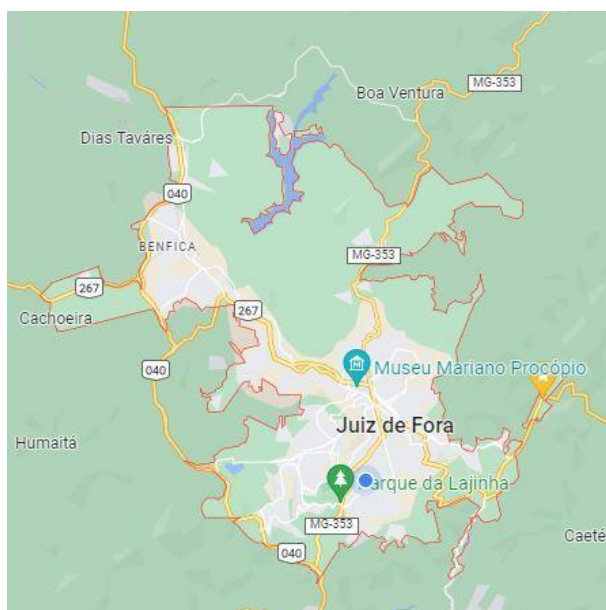 MG-353
Boa Ventura
Dias Taváres
040
BENFICA
MG-353
267
Cachoeira
267
040
Museu Mariano Procópio
Juiz de Fora
Humaitá
Parque da Lajinha
MG-353
Caeté
040